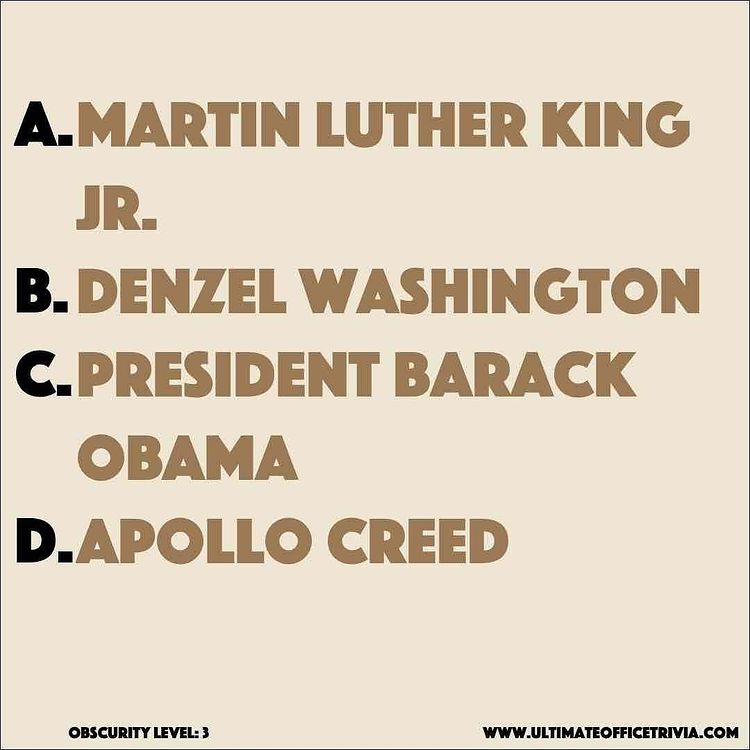 A. MARTIN LUTHER KING
JR.
B. DENZEL WASHINGTON
C. PRESIDENT BARACK
OBAMA
D. APOLLO CREED
OBSCURITY LEVEL: 3
WWW.ULTIMATEOFFICETRIVIA.COM